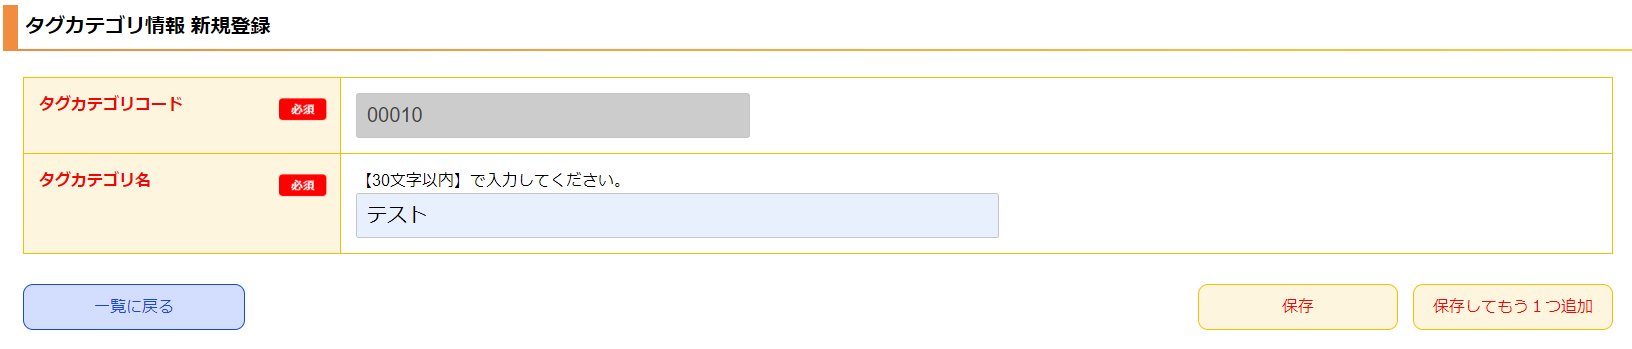 タグカテゴリ情報 新規登録
タグカテゴリコード 必須 00010
タグカテゴリ名 必須 【30文字以内】で入力してください。
テスト
一覧に戻る 保存 保存してもう１つ追加